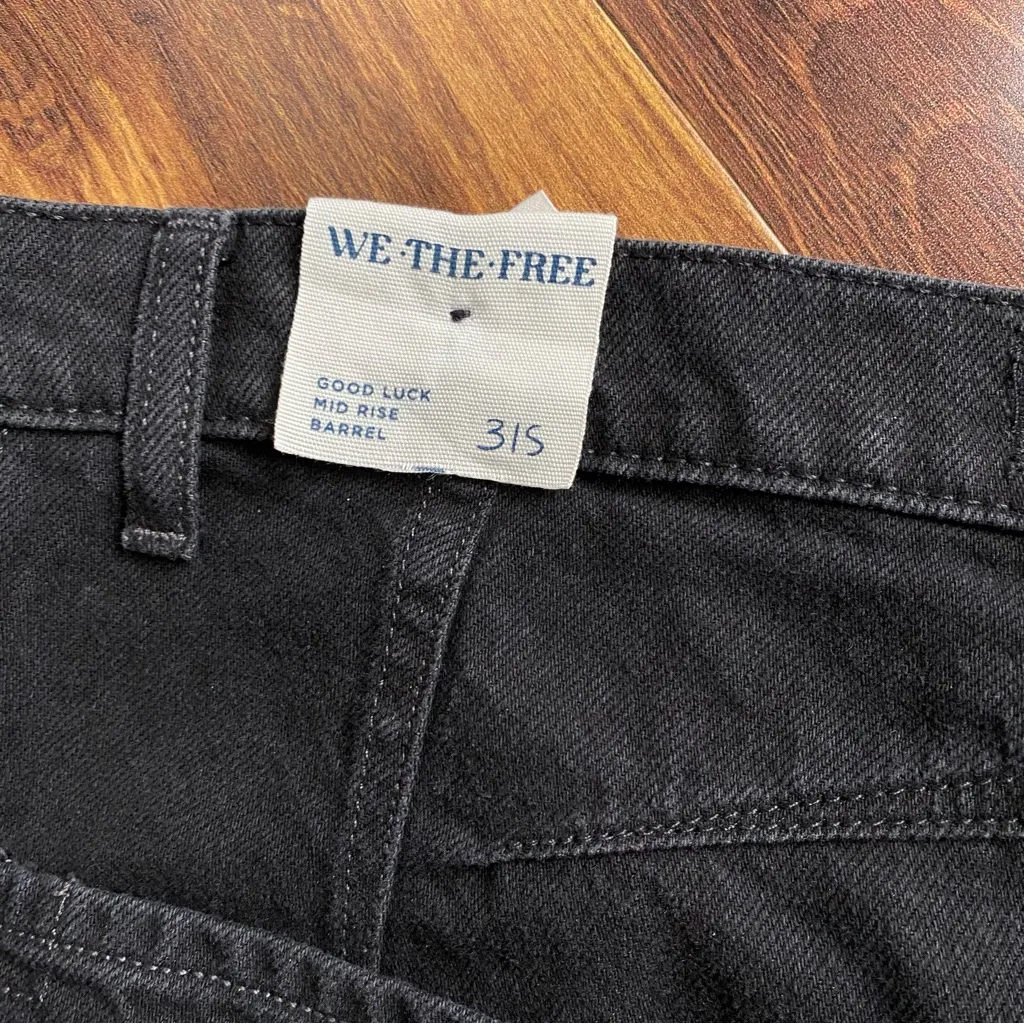 WE·THE·FREE
GOOD LUCK
MID RISE
BARREL
31S